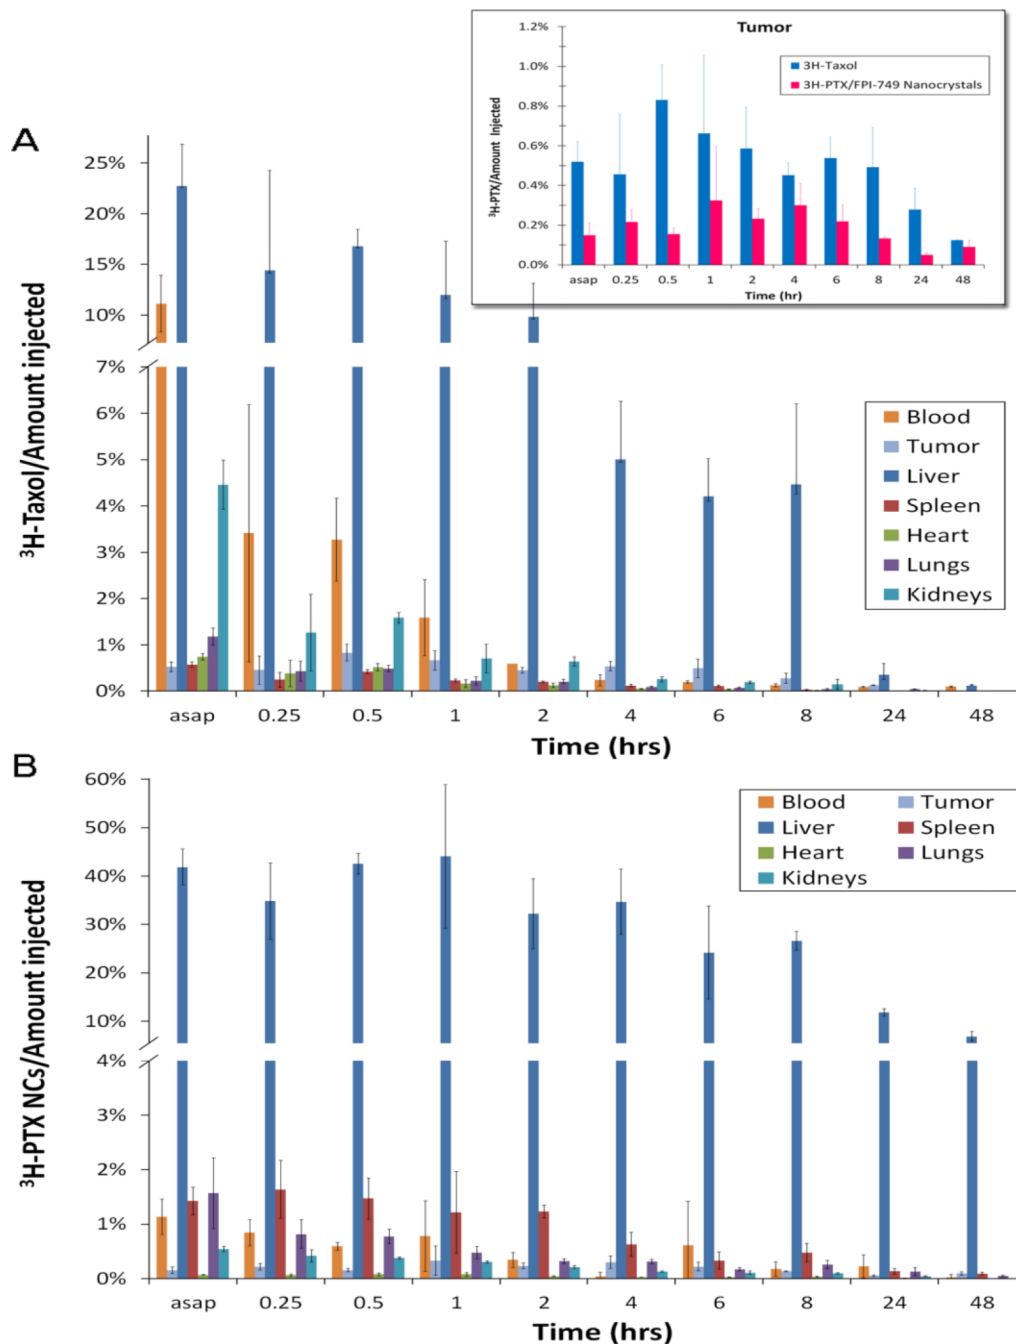 A
25%
20%
15%
10%
7%
6%
5%
4%
3%
2%
1%
0%
³H-Taxol/Amount injected
asap 0.25 0.5 1 2 4 6 8 24 48
Time (hrs)
Blood
Tumor
Liver
Spleen
Heart
Lungs
Kidneys
Tumor
1.2%
1.0%
0.8%
0.6%
0.4%
0.2%
0.0%
³H-PTX/Amount Injected
3H-Taxol
3H-PTX/FPI-749 Nanocrystals
asap 0.25 0.5 1 2 4 6 8 24 48
Time (hr)
B
60%
50%
40%
30%
20%
10%
4%
3%
2%
1%
0%
³H-PTX NCs/Amount injected
Blood Tumor
Liver Spleen
Heart Lungs
Kidneys
asap 0.25 0.5 1 2 4 6 8 24 48
Time (hrs)